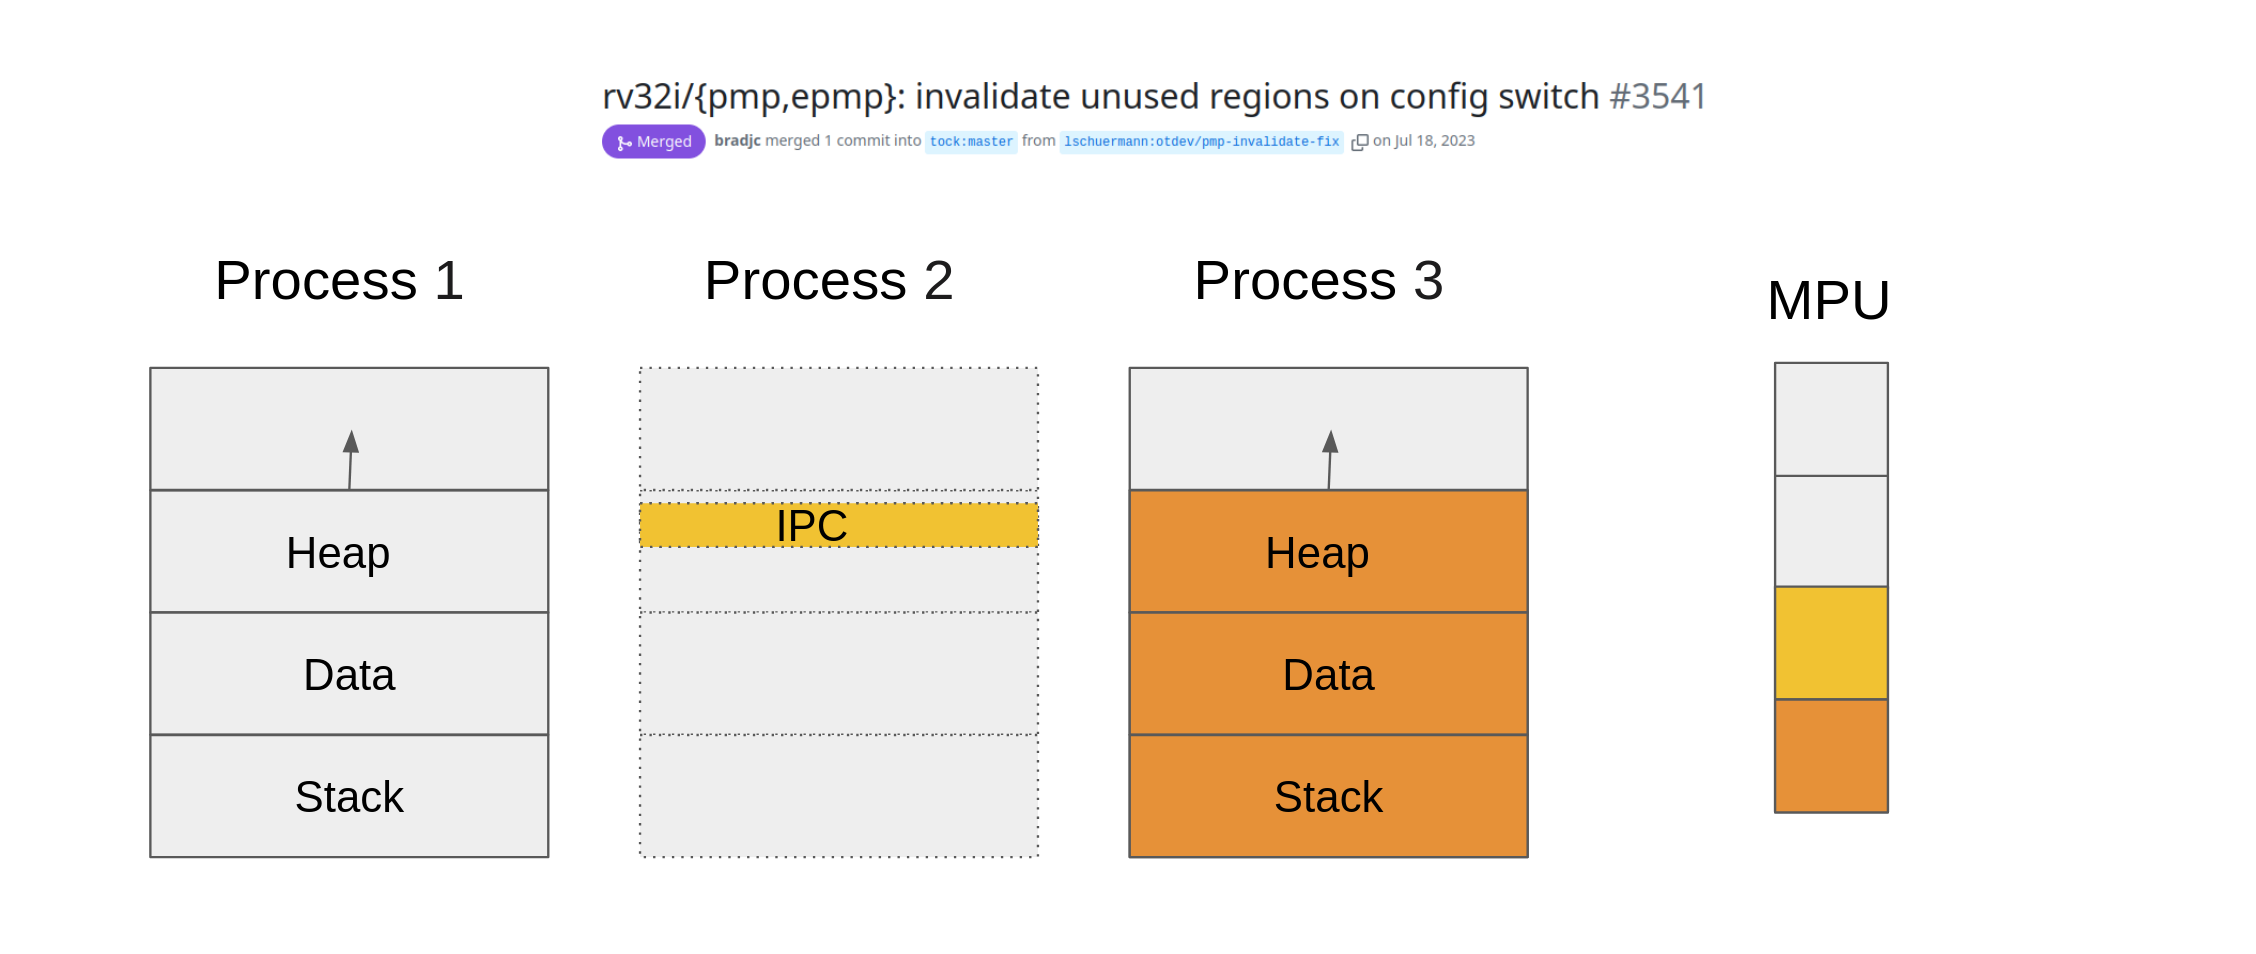 rv32i/{pmp,epmp}: invalidate unused regions on config switch #3541
Merged bradjc merged 1 commit into tock:master from lschuermann:otdev/pmp-invalidate-fix on Jul 18, 2023
Process 1
Process 2
Process 3
MPU
IPC
Heap
Heap
Data
Data
Stack
Stack